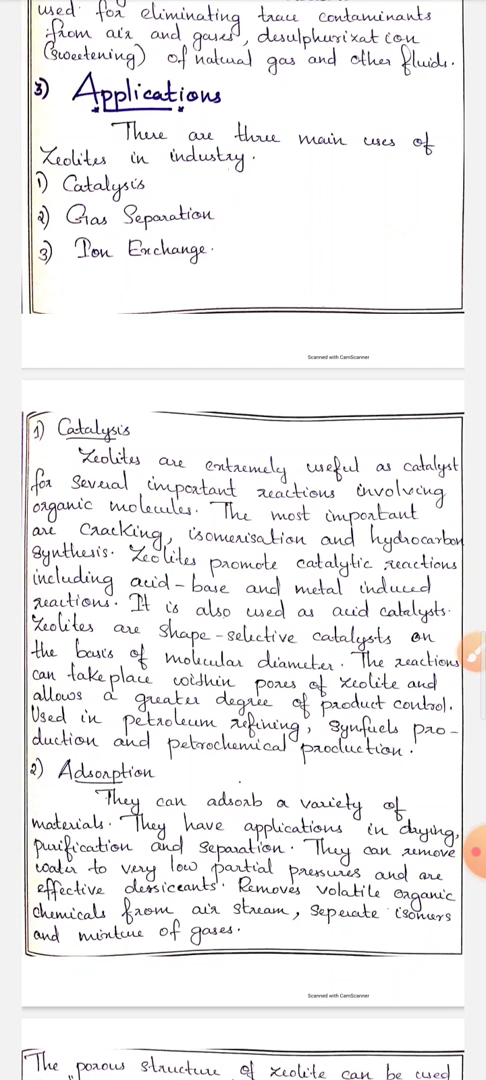 used for eliminating trace contaminants
from air and gases, desulphurixation
(sweetening) of natural gas and other fluids.
3) Applications
There are three main uses of
Zeolites in industry.
1) Catalysis
2) Gas Separation
3) Ion Exchange.
Scanned with CamScanner
1) Catalysis
Zeolites are extremely useful as catalyst
for several important reactions involving
organic molecules. The most important
are cracking, isomerisation and hydrocarbon
synthesis. Zeolites promote catalytic reactions
including acid-base and metal induced
reactions. It is also used as acid catalysts.
Zeolites are shape-selective catalysts on
the basis of molecular diameter. The reactions
can take place within pores of zeolite and
allows a greater degree of product control.
Used in petroleum refining, synfuels pro-
duction and petrochemical production.
2) Adsorption
They can adsorb a variety of
materials. They have applications in drying,
purification and separation. They can remove
water to very low partial pressures and are
effective dessiccants. Removes volatile organic
chemicals from air stream, seperate isomers
and mixture of gases.
Scanned with CamScanner
The porous structure of zeolite can be used